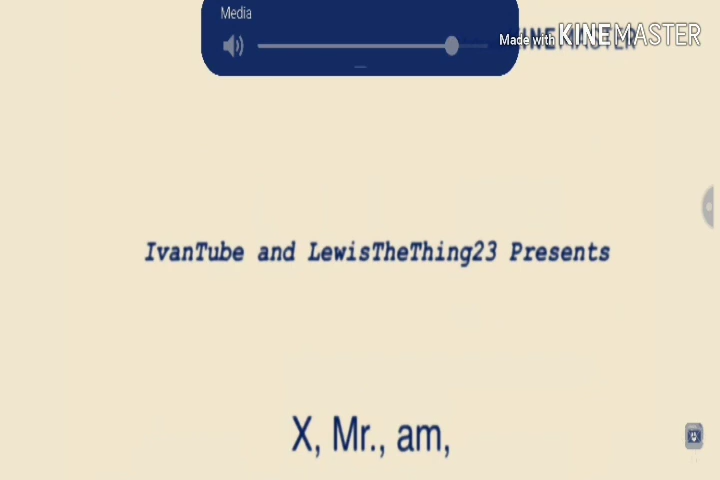 Media
Made with KINEMASTER
IvanTube and LewisTheThing23 Presents
X, Mr., am,